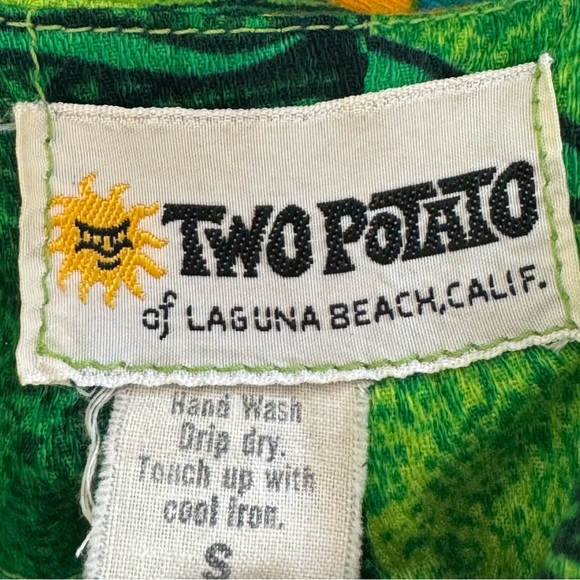 TWO POTATO
of LAGUNA BEACH, CALIF.
Hand Wash
Drip dry.
Touch up with
cool iron.
S